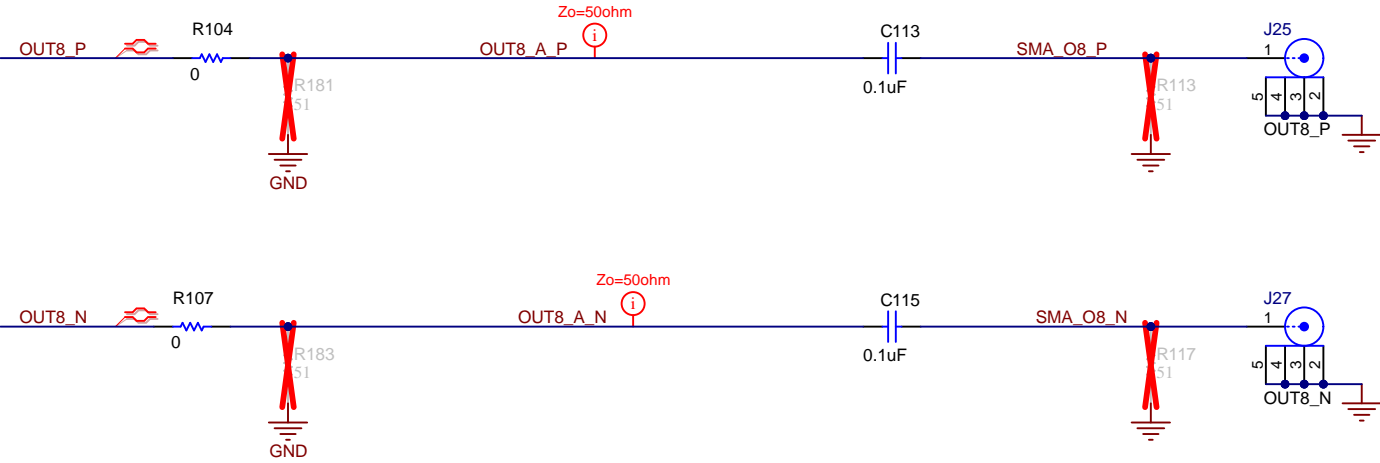 Zo=50ohm
OUT8_P
R104
0
OUT8_A_P
i
C113
0.1uF
SMA_O8_P
J25
1
R181
51
GND
R113
51
5
4
3
2
OUT8_P
Zo=50ohm
OUT8_N
R107
0
OUT8_A_N
i
C115
0.1uF
SMA_O8_N
J27
1
R183
51
GND
R117
51
5
4
3
2
OUT8_N